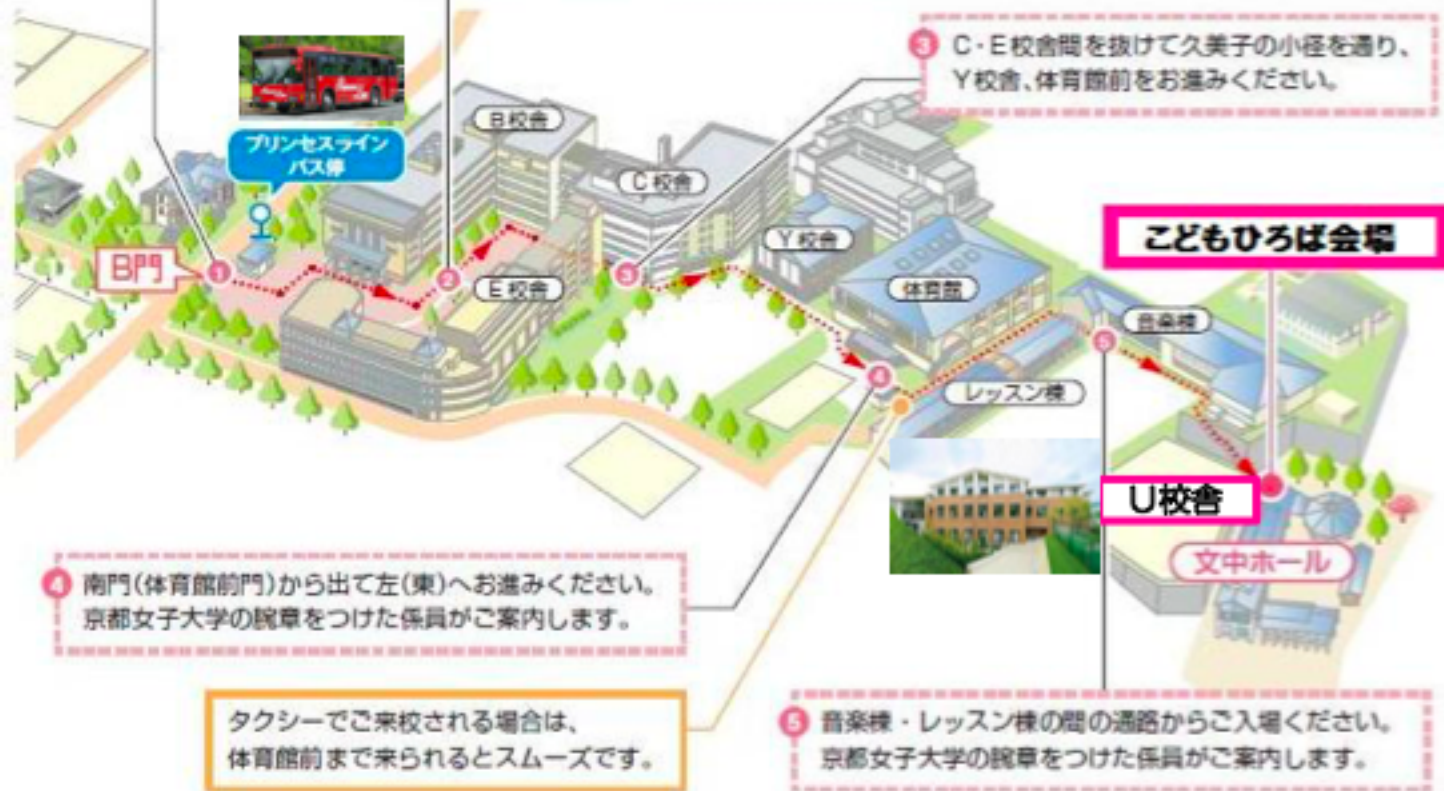 3 C・E校舎間を抜けて久美子の小径を通り、
Y校舎、体育館前をお進みください。
プリンセスライン
バス停
B校舎
C校舎
Y校舎
こどもひろば会場
B門
1
2
E校舎
3
体育館
音楽棟
5
4
レッスン棟
U校舎
文中ホール
4 南門(体育館前門)から出て左(東)へお進みください。
京都女子大学の腕章をつけた係員がご案内します。
タクシーでご来校される場合は、
体育館前まで来られるとスムーズです。
5 音楽棟・レッスン棟の間の通路からご入場ください。
京都女子大学の腕章をつけた係員がご案内します。